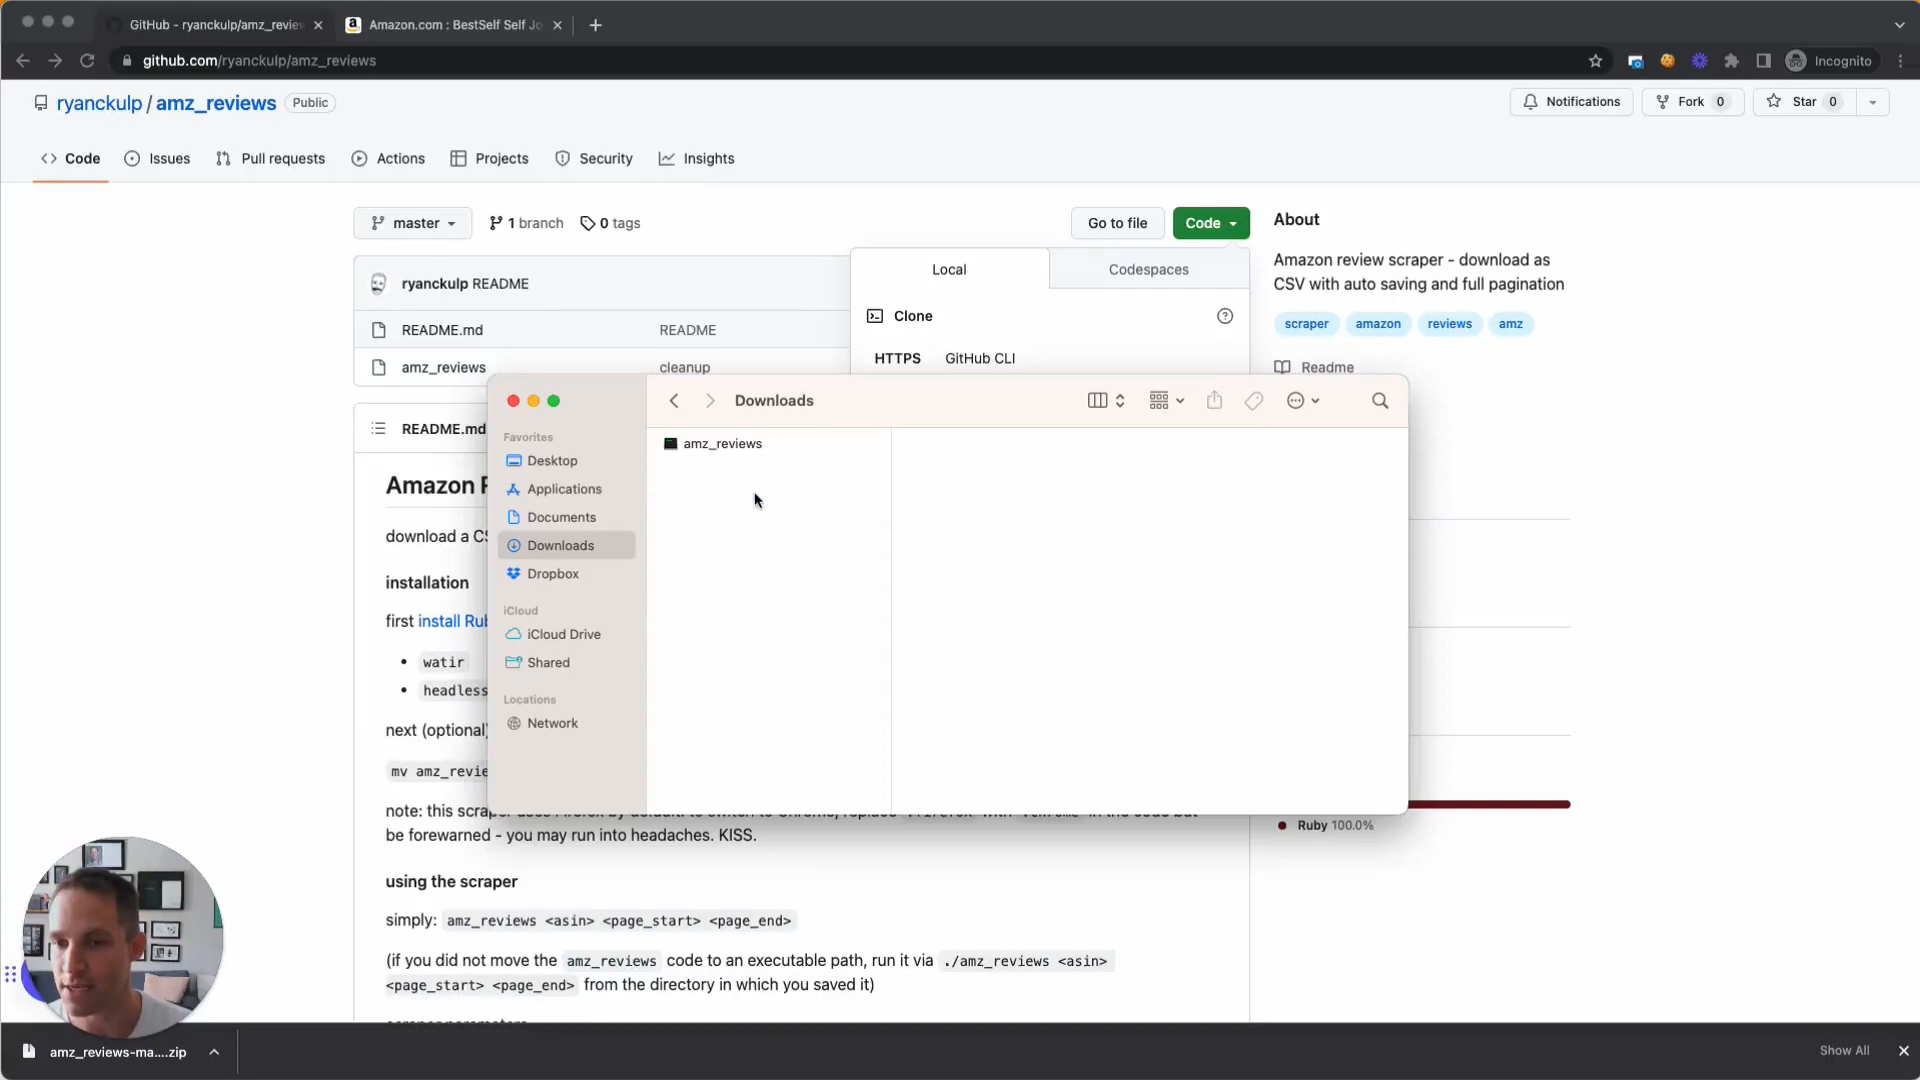 GitHub - ryanckulp/amz_review
Amazon.com : BestSelf Self Jo
github.com/ryanckulp/amz_reviews
Incognito
ryanckulp / amz_reviews
Public
Notifications
Fork 0
Star 0
Code
Issues
Pull requests
Actions
Projects
Security
Insights
master
1 branch
0 tags
Go to file
Code
About
Amazon review scraper - download as
CSV with auto saving and full pagination
scraper
amazon
reviews
amz
Readme
ryanckulp README
README.md
README
amz_reviews
cleanup
Local
Codespaces
Clone
HTTPS
GitHub CLI
README.md
Downloads
Favorites
Desktop
Applications
Documents
Downloads
Dropbox
iCloud
iCloud Drive
Shared
Locations
Network
amz_reviews
Amazon
download a CS
installation
first install Rub
watir
headless
next (optional)
mv amz_revie
note: this scrap
be forewarned - you may run into headaches. KISS.
using the scraper
simply: amz_reviews <asin> <page_start> <page_end>
(if you did not move the amz_reviews code to an executable path, run it via ./amz_reviews <asin>
<page_start> <page_end> from the directory in which you saved it)
Ruby 100.0%
amz_reviews-ma....zip
Show All